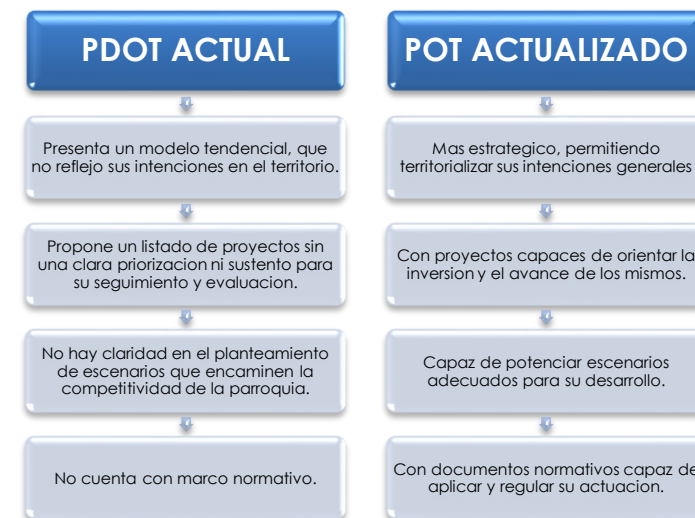 PDOT ACTUAL
Presenta un modelo tendencial, que
no reflejo sus intenciones en el territorio.
Propone un listado de proyectos sin
una clara priorizacion ni sustento para
su seguimiento y evaluacion.
No hay claridad en el planteamiento
de escenarios que encaminen la
competitividad de la parroquia.
No cuenta con marco normativo.
POT ACTUALIZADO
Mas estrategico, permitiendo
territorializar sus intenciones generales
Con proyectos capaces de orientar la
inversion y el avance de los mismos.
Capaz de potenciar escenarios
adecuados para su desarrollo.
Con documentos normativos capaz de
aplicar y regular su actuacion.